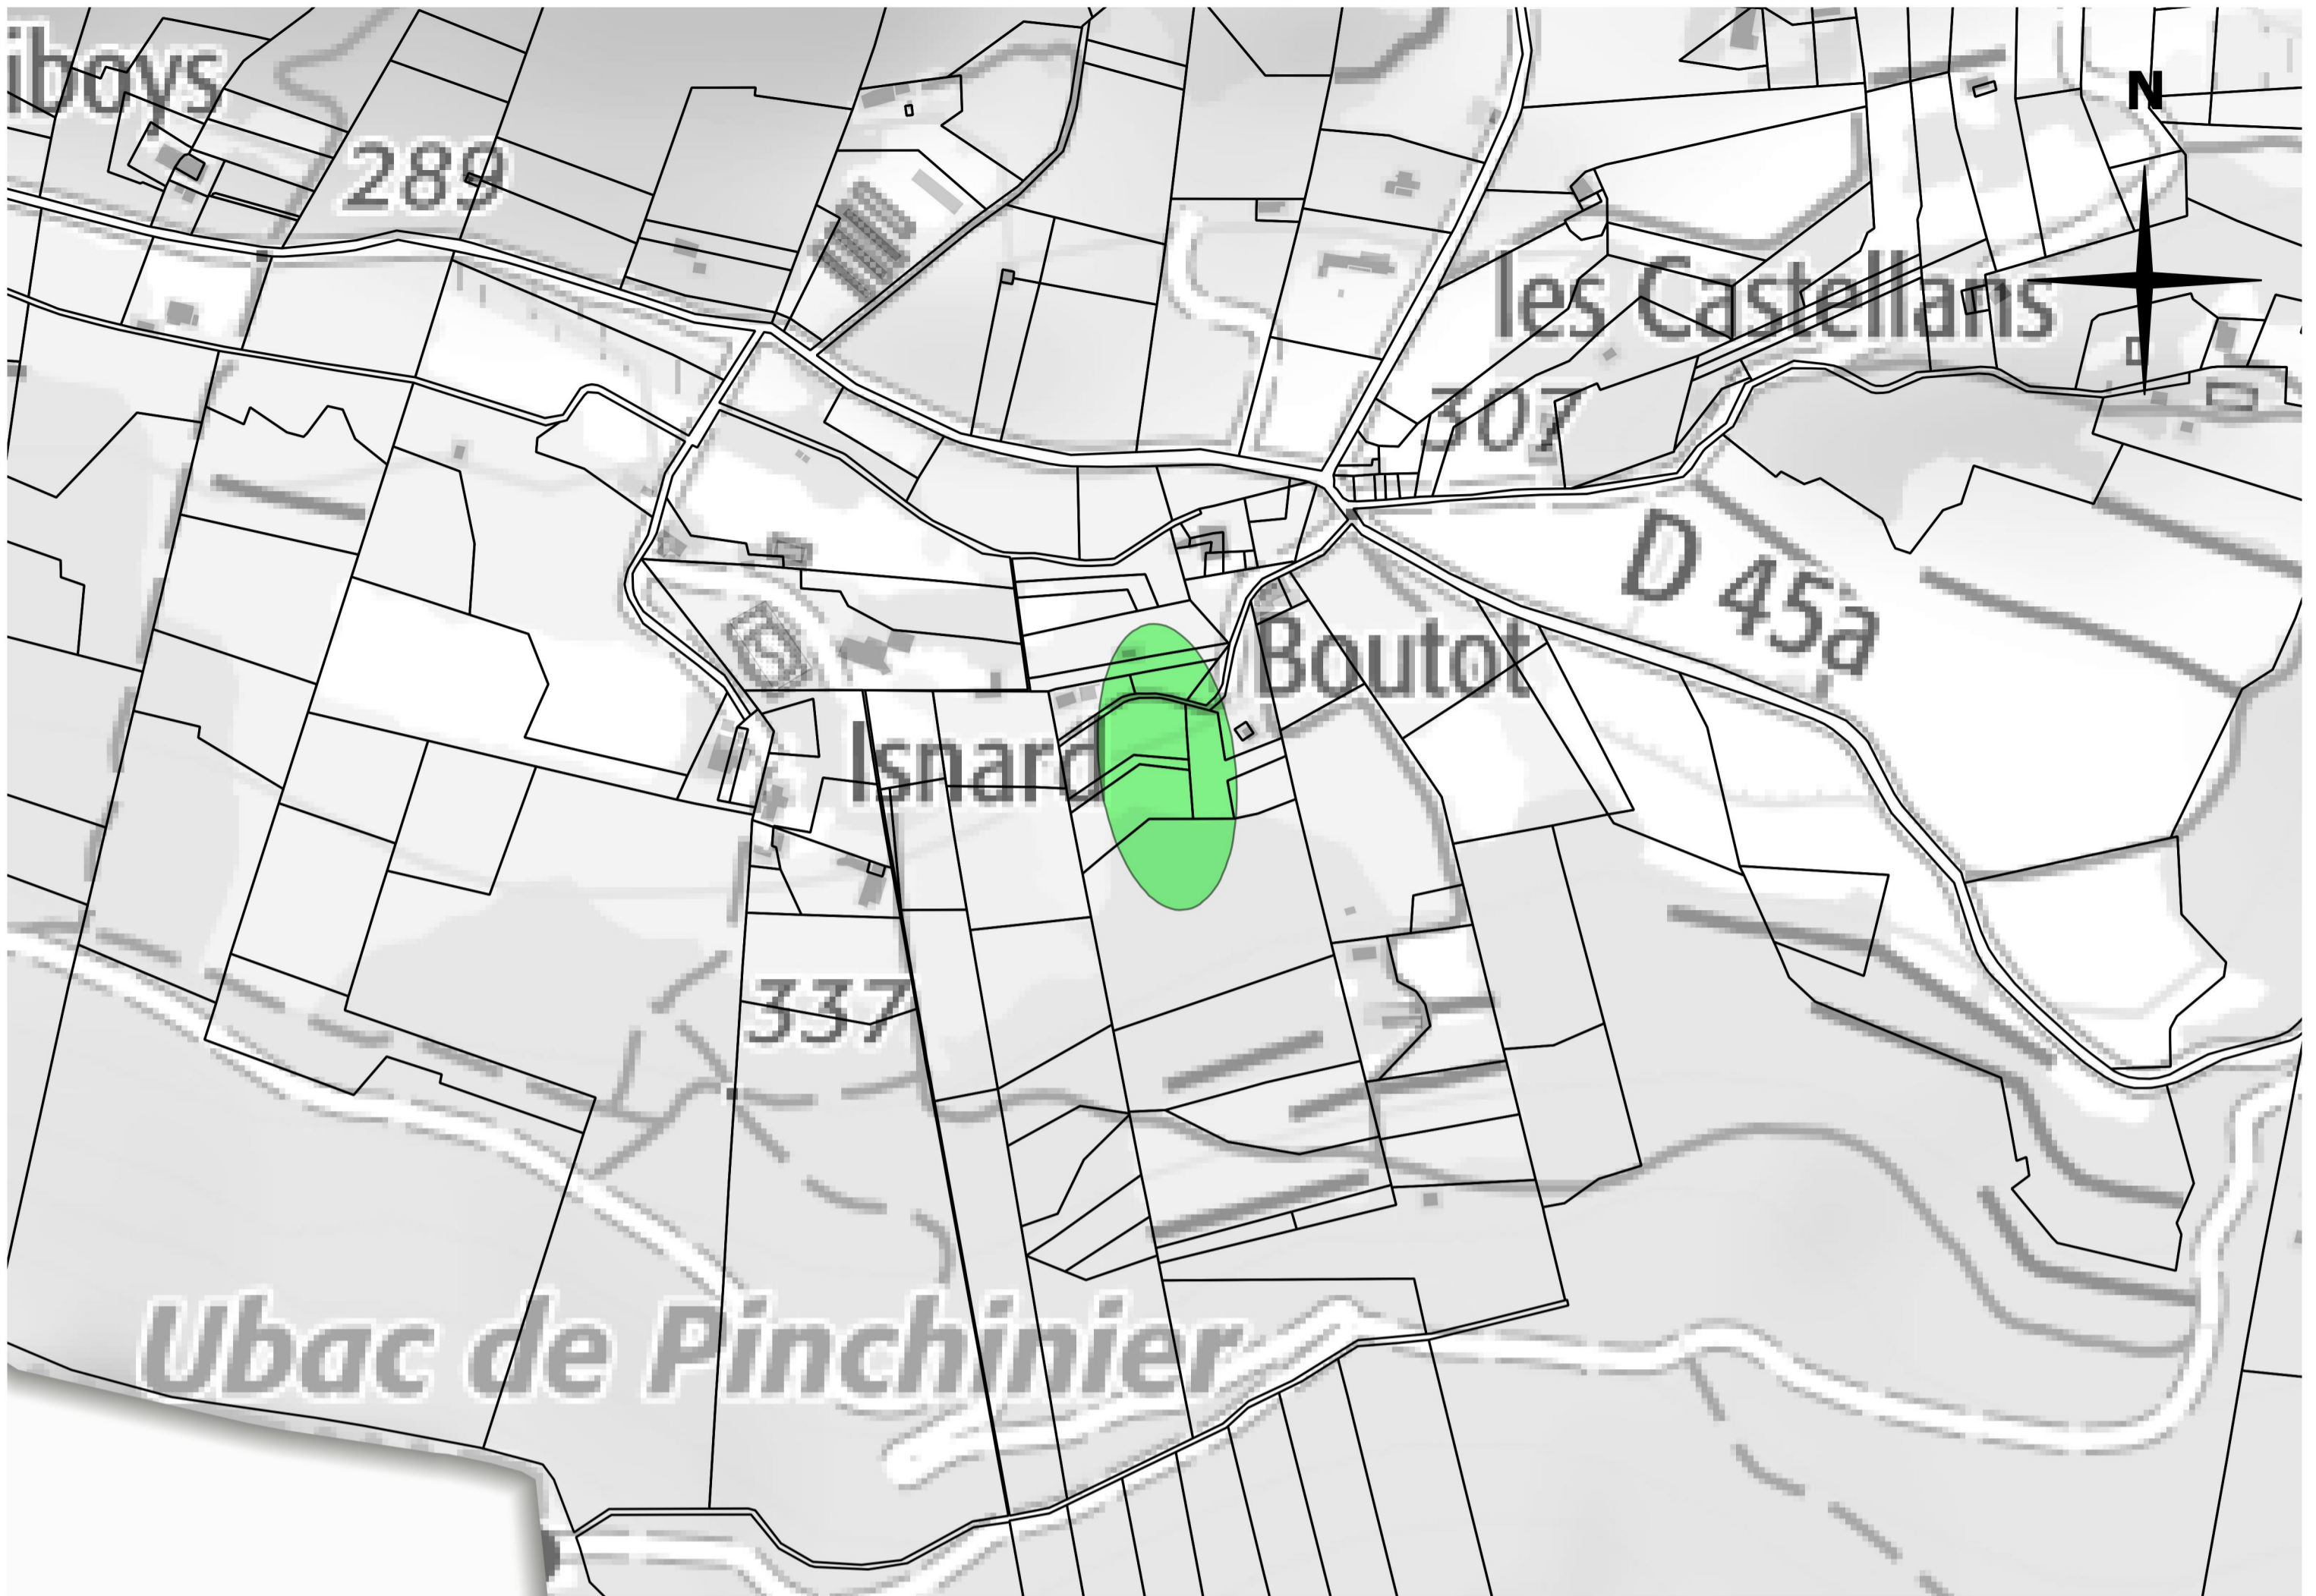 iboys
N
289
les Castellans
307
D 45a
Boutot
Isnard
337
Ubac de Pinchinier